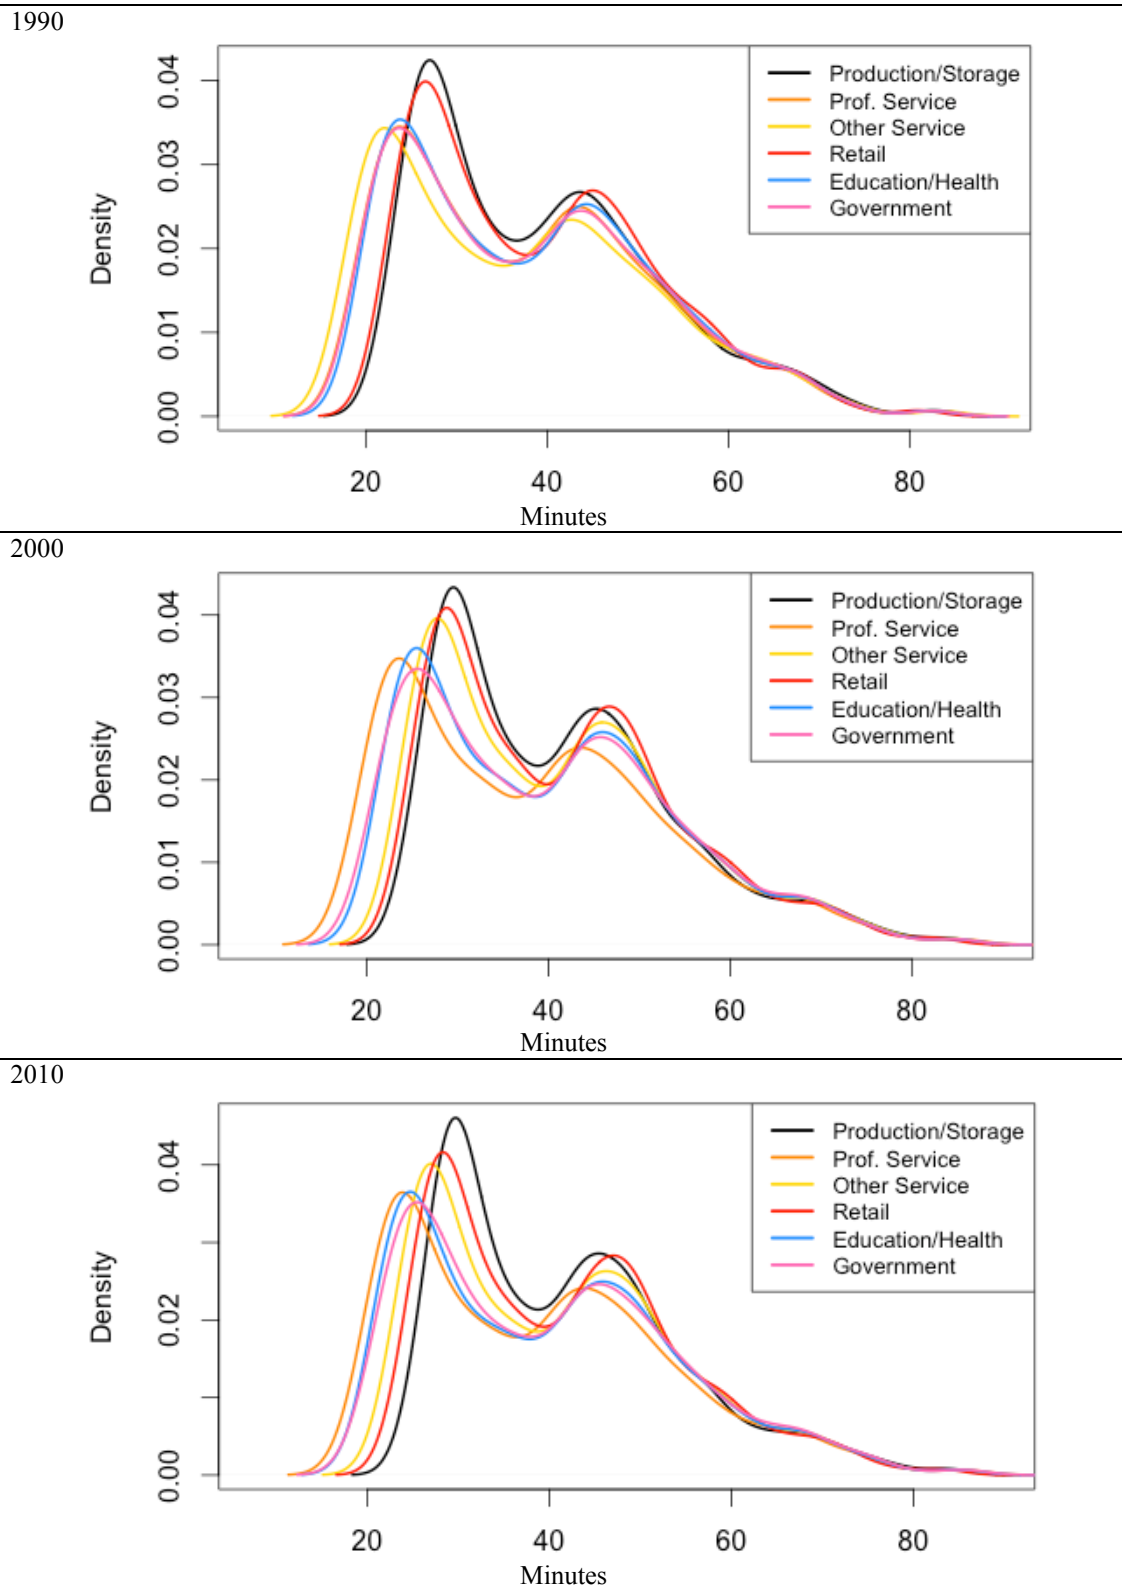 1990
Density
0.00
0.01
0.02
0.03
0.04
Production/Storage
Prof. Service
Other Service
Retail
Education/Health
Government
20 40 60 80
Minutes
2000
Density
0.00
0.01
0.02
0.03
0.04
Production/Storage
Prof. Service
Other Service
Retail
Education/Health
Government
20 40 60 80
Minutes
2010
Density
0.00
0.02
0.04
Production/Storage
Prof. Service
Other Service
Retail
Education/Health
Government
20 40 60 80
Minutes